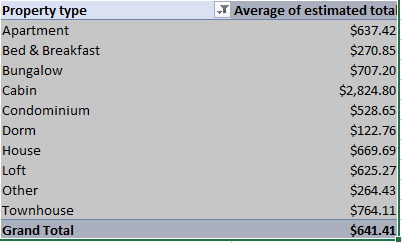 Property type Average of estimated total
Apartment $637.42
Bed & Breakfast $270.85
Bungalow $707.20
Cabin $2,824.80
Condominium $528.65
Dorm $122.76
House $669.69
Loft $625.27
Other $264.43
Townhouse $764.11
Grand Total $641.41